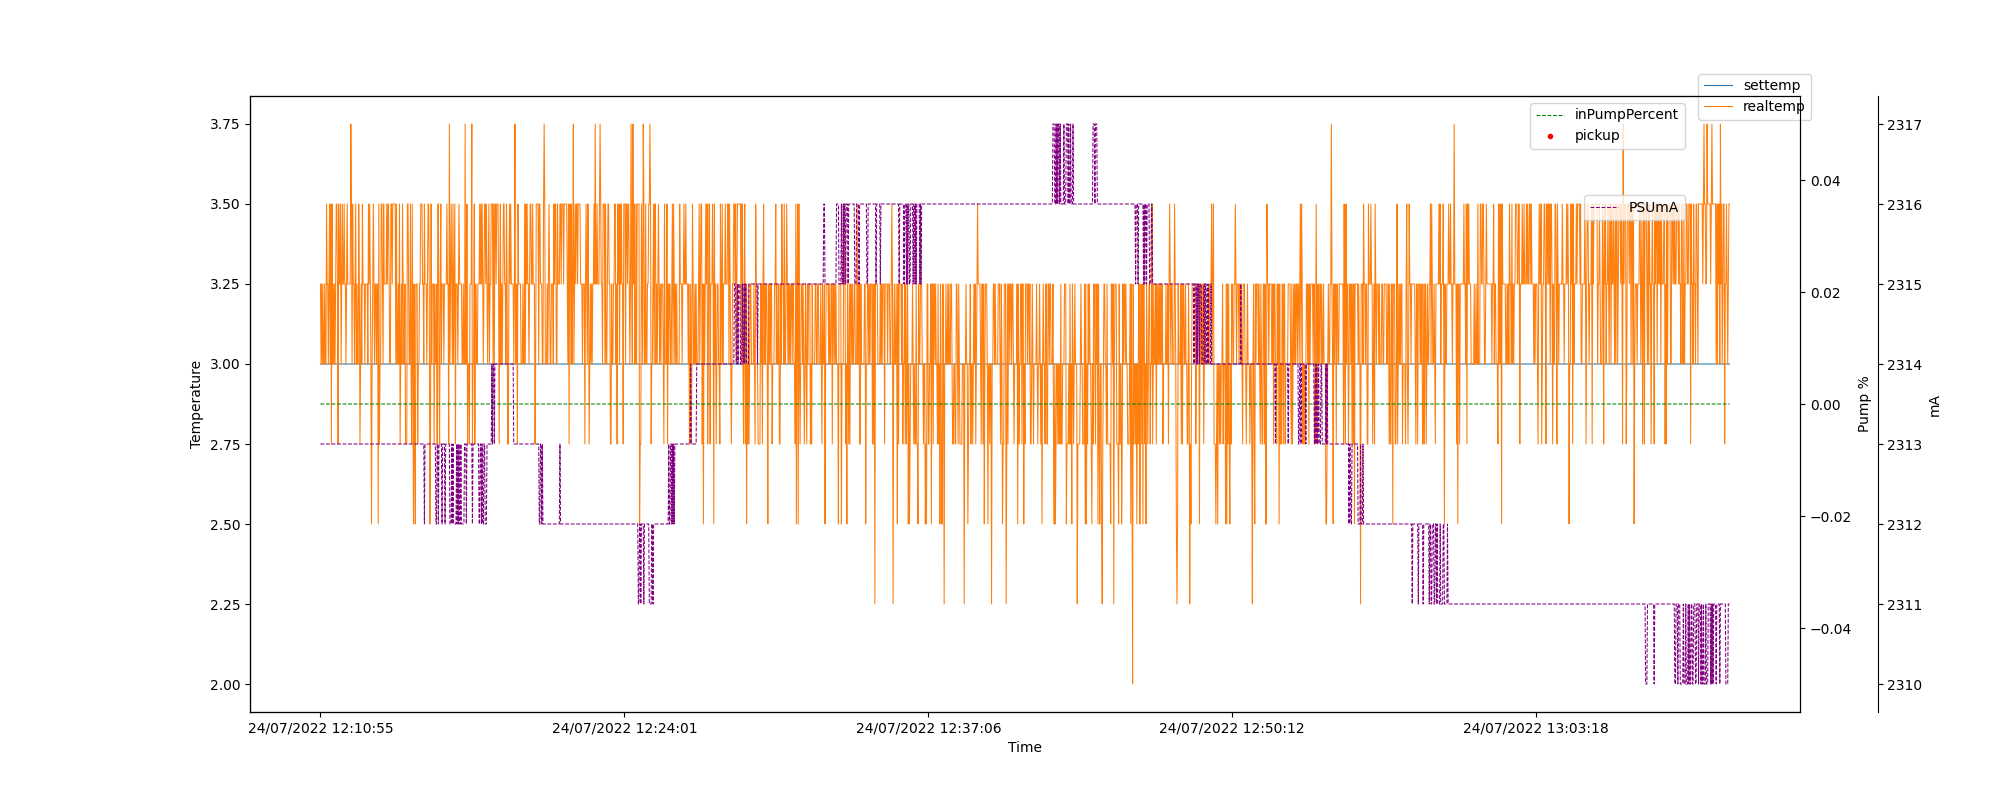 settemp
realtemp
inPumpPercent
pickup
PSUmA
3.75
3.50
3.25
3.00
2.75
2.50
2.25
2.00
Temperature
0.04
0.02
0.00
−0.02
−0.04
Pump %
2317
2316
2315
2314
2313
2312
2311
2310
mA
24/07/2022 12:10:55
24/07/2022 12:24:01
24/07/2022 12:37:06
24/07/2022 12:50:12
24/07/2022 13:03:18
Time